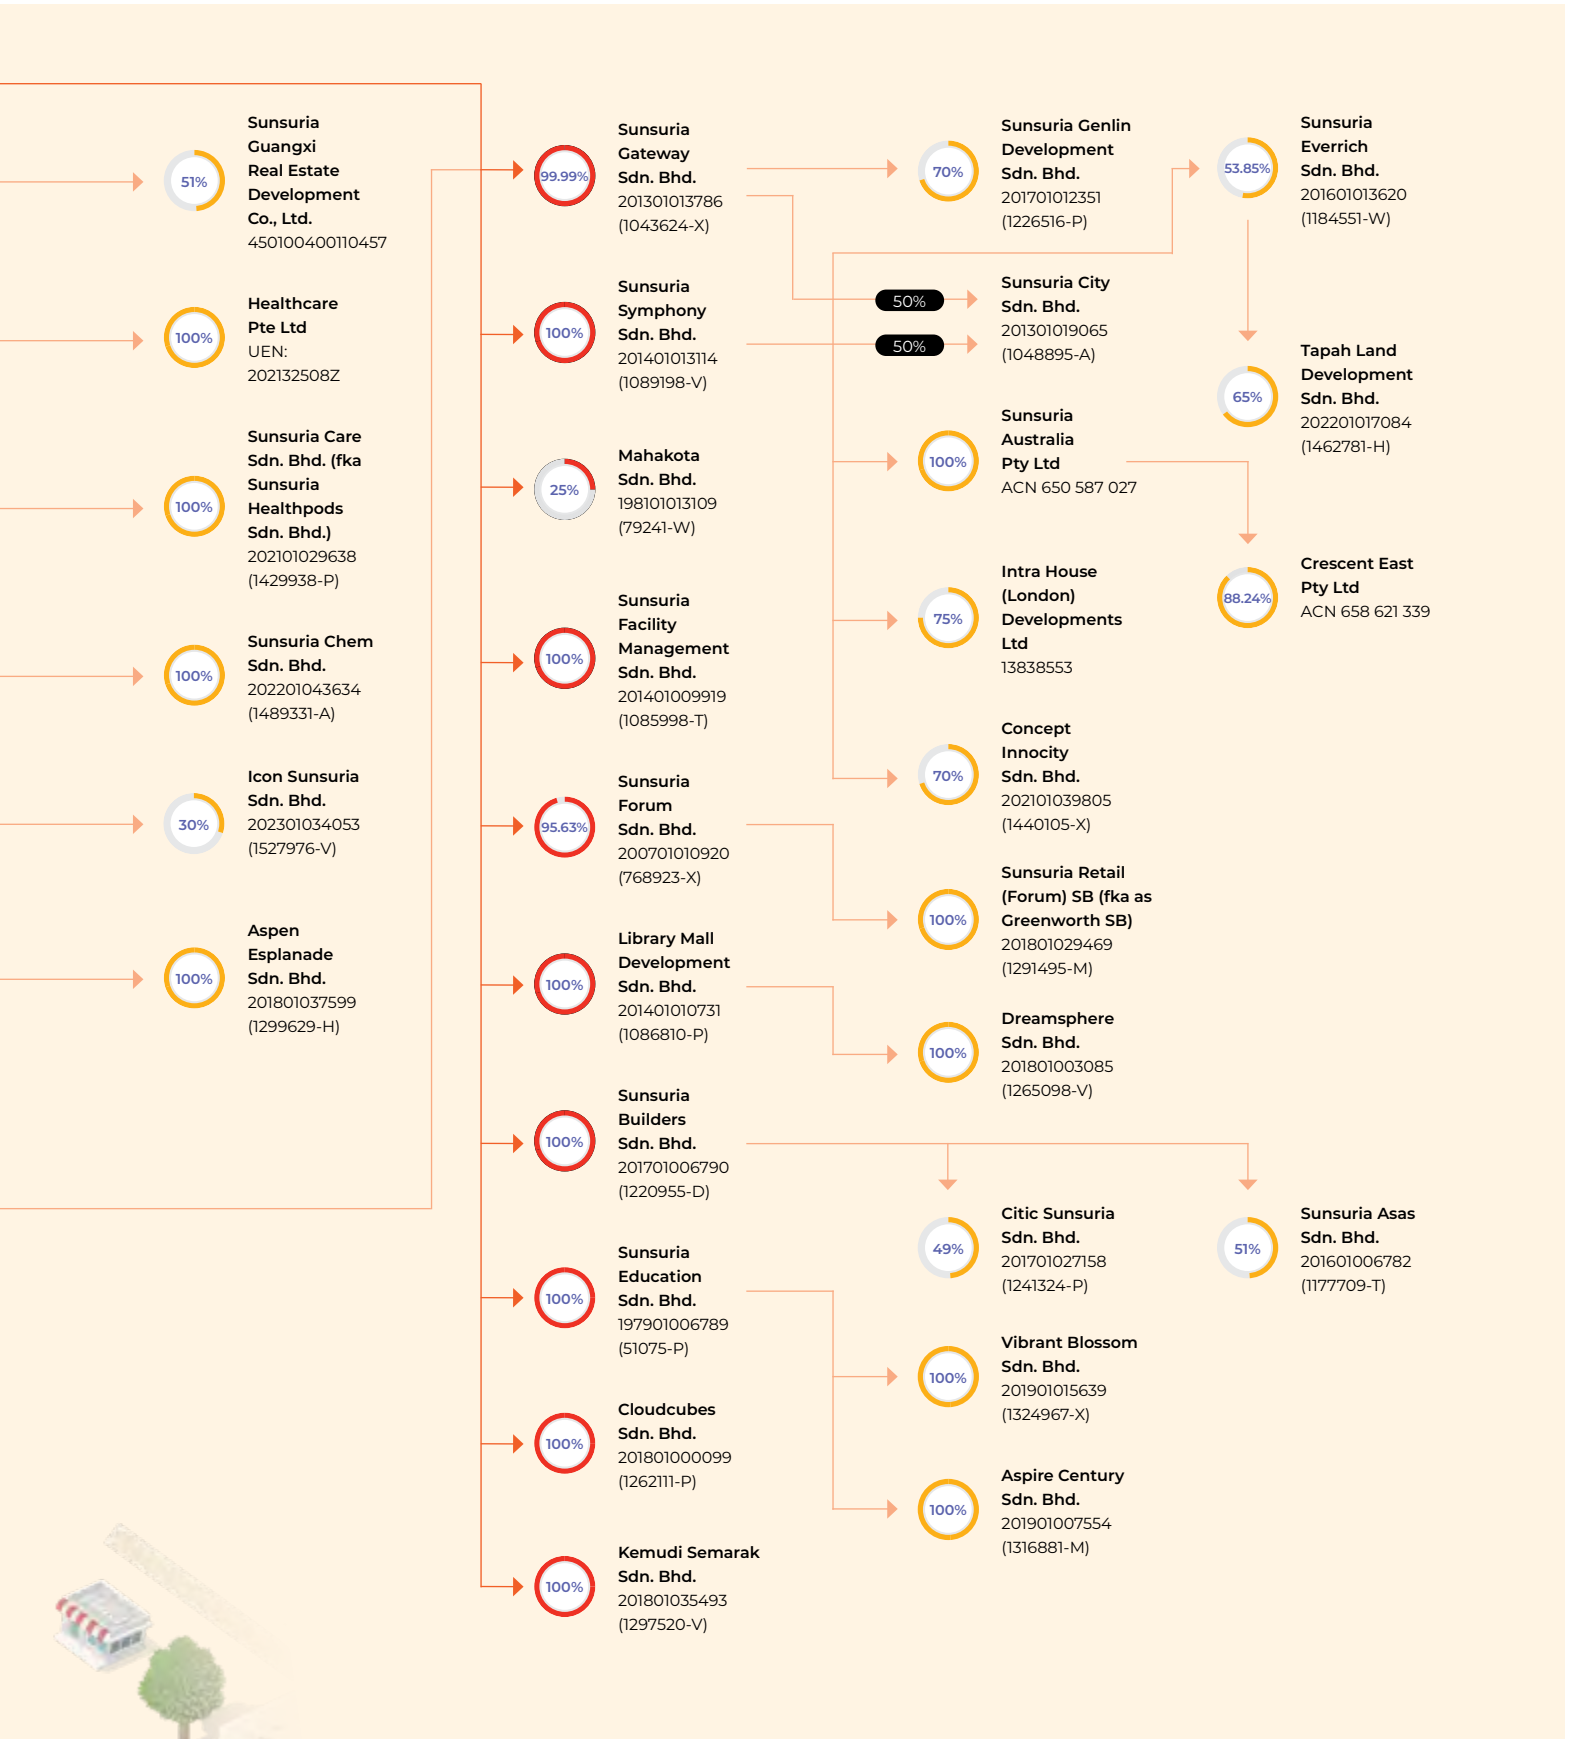 51%
Sunsuria
Guangxi
Real Estate
Development
Co., Ltd.
450100400110457
100%
Healthcare
Pte Ltd
UEN:
202132508Z
100%
Sunsuria Care
Sdn. Bhd. (fka
Sunsuria
Healthpods
Sdn. Bhd.)
202101029638
(1429938-P)
100%
Sunsuria Chem
Sdn. Bhd.
202201043634
(1489331-A)
30%
Icon Sunsuria
Sdn. Bhd.
202301034053
(1527976-V)
100%
Aspen
Esplanade
Sdn. Bhd.
201801037599
(1299629-H)
99.99%
Sunsuria
Gateway
Sdn. Bhd.
201301013786
(1043624-X)
100%
Sunsuria
Symphony
Sdn. Bhd.
201401013114
(1089198-V)
25%
Mahakota
Sdn. Bhd.
198101013109
(79241-W)
100%
Sunsuria
Facility
Management
Sdn. Bhd.
201401009919
(1085998-T)
95.63%
Sunsuria
Forum
Sdn. Bhd.
200701010920
(768923-X)
100%
Library Mall
Development
Sdn. Bhd.
201401010731
(1086810-P)
100%
Sunsuria
Builders
Sdn. Bhd.
201701006790
(1220955-D)
100%
Sunsuria
Education
Sdn. Bhd.
197901006789
(51075-P)
100%
Cloudcubes
Sdn. Bhd.
201801000099
(1262111-P)
100%
Kemudi Semarak
Sdn. Bhd.
201801035493
(1297520-V)
70%
Sunsuria Genlin
Development
Sdn. Bhd.
201701012351
(1226516-P)
50%
50%
Sunsuria City
Sdn. Bhd.
201301019065
(1048895-A)
100%
Sunsuria
Australia
Pty Ltd
ACN 650 587 027
75%
Intra House
(London)
Developments
Ltd
13838553
70%
Concept
Innocity
Sdn. Bhd.
202101039805
(1440105-X)
100%
Sunsuria Retail
(Forum) SB (fka as
Greenworth SB)
201801029469
(1291495-M)
100%
Dreamsphere
Sdn. Bhd.
201801003085
(1265098-V)
49%
Citic Sunsuria
Sdn. Bhd.
201701027158
(1241324-P)
100%
Vibrant Blossom
Sdn. Bhd.
201901015639
(1324967-X)
100%
Aspire Century
Sdn. Bhd.
201901007554
(1316881-M)
53.85%
Sunsuria
Everrich
Sdn. Bhd.
201601013620
(1184551-W)
65%
Tapah Land
Development
Sdn. Bhd.
202201017084
(1462781-H)
88.24%
Crescent East
Pty Ltd
ACN 658 621 339
51%
Sunsuria Asas
Sdn. Bhd.
201601006782
(1177709-T)